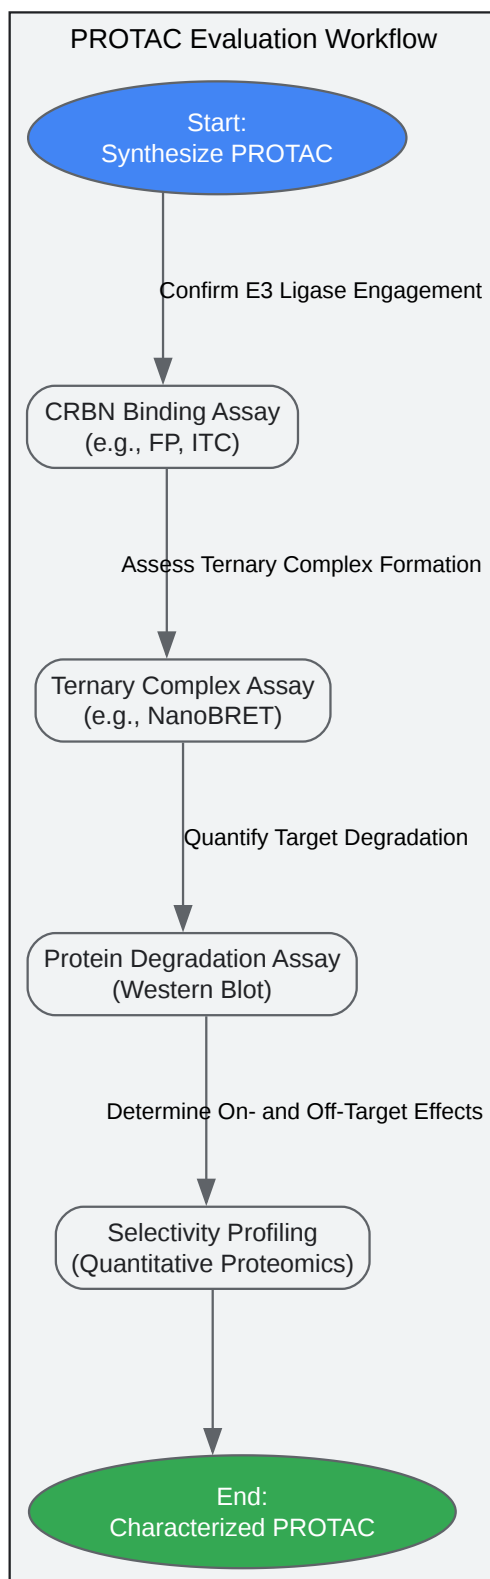 PROTAC Evaluation Workflow
Start:
Synthesize PROTAC
Confirm E3 Ligase Engagement
CRBN Binding Assay
(e.g., FP, ITC)
Assess Ternary Complex Formation
Ternary Complex Assay
(e.g., NanoBRET)
Quantify Target Degradation
Protein Degradation Assay
(Western Blot)
Determine On- and Off-Target Effects
Selectivity Profiling
(Quantitative Proteomics)
End:
Characterized PROTAC